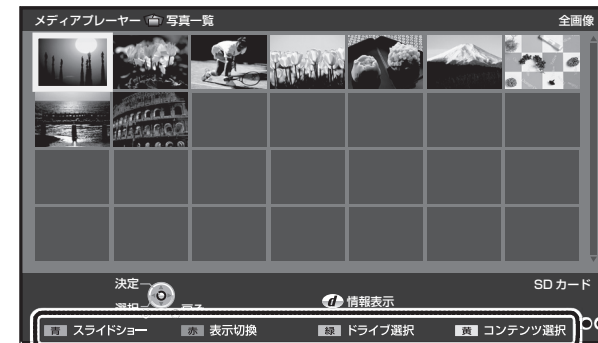 メディアプレーヤー 写真一覧 全画像
決定
選択 戻る
d 情報表示 SD カード
青 スライドショー 赤 表示切換 緑 ドライブ選択 黄 コンテンツ選択